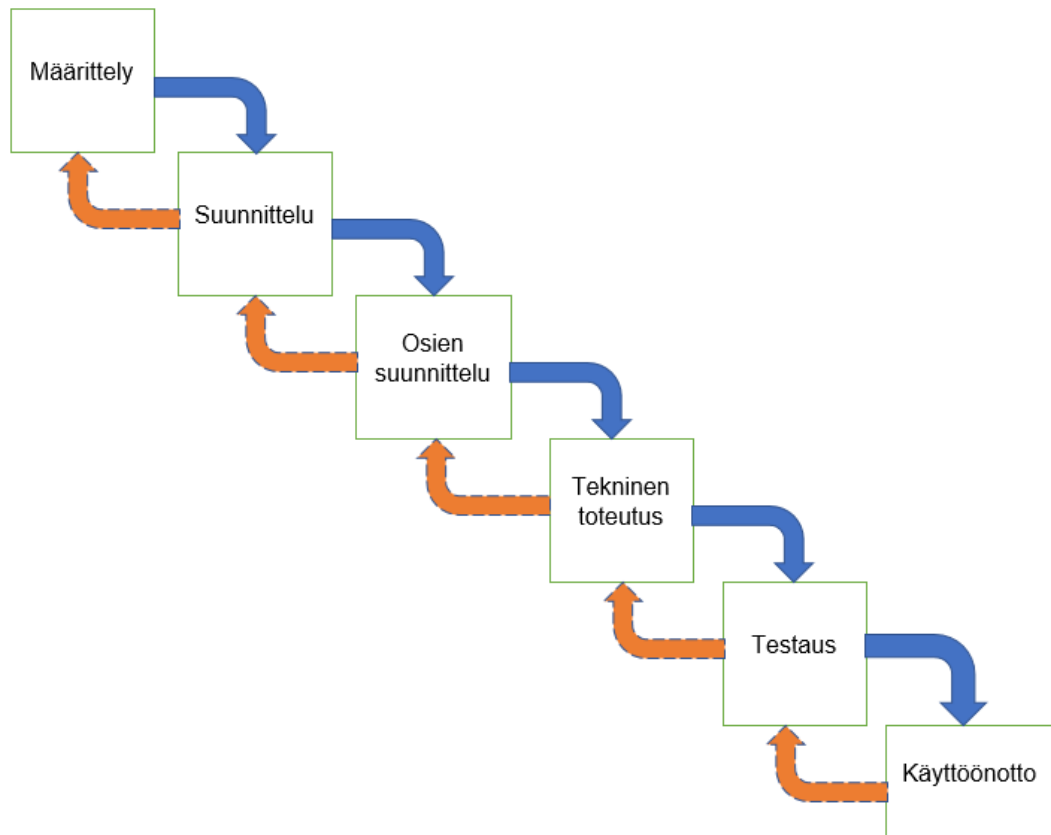 Määrittely
Suunnittelu
Osien
suunnittelu
Tekninen
toteutus
Testaus
Käyttöönotto